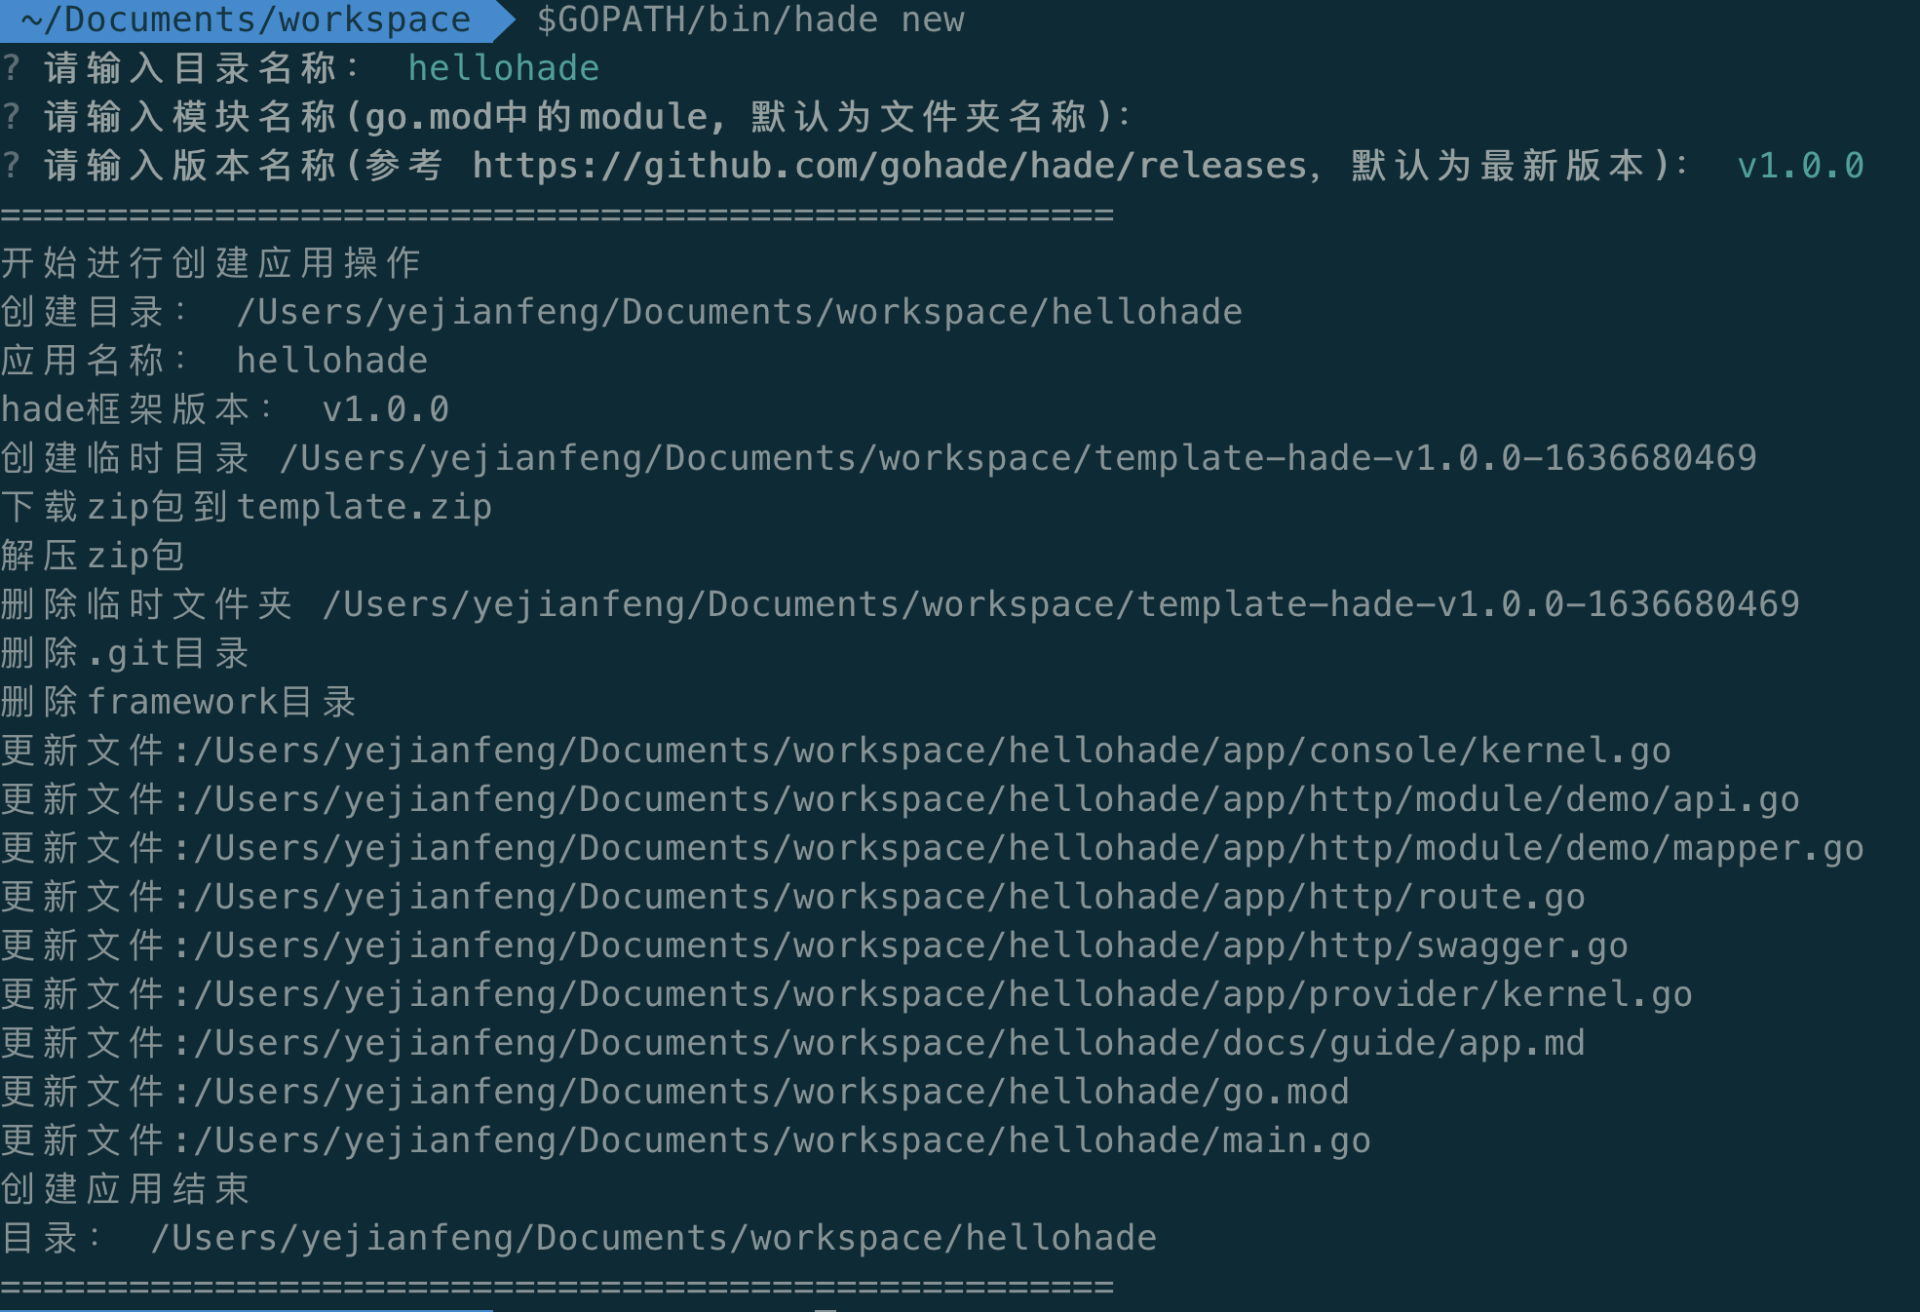 ~/Documents/workspace $GOPATH/bin/hade new
? 请输入目录名称： hellohade
? 请输入模块名称(go.mod中的module, 默认为文件夹名称)：
? 请输入版本名称(参考 https://github.com/gohade/hade/releases, 默认为最新版本)： v1.0.0
====================================================
开始进行创建应用操作
创建目录： /Users/yejianfeng/Documents/workspace/hellohade
应用名称： hellohade
hade框架版本： v1.0.0
创建临时目录 /Users/yejianfeng/Documents/workspace/template-hade-v1.0.0-1636680469
下载zip包到template.zip
解压zip包
删除临时文件夹 /Users/yejianfeng/Documents/workspace/template-hade-v1.0.0-1636680469
删除.git目录
删除framework目录
更新文件:/Users/yejianfeng/Documents/workspace/hellohade/app/console/kernel.go
更新文件:/Users/yejianfeng/Documents/workspace/hellohade/app/http/module/demo/api.go
更新文件:/Users/yejianfeng/Documents/workspace/hellohade/app/http/module/demo/mapper.go
更新文件:/Users/yejianfeng/Documents/workspace/hellohade/app/http/route.go
更新文件:/Users/yejianfeng/Documents/workspace/hellohade/app/http/swagger.go
更新文件:/Users/yejianfeng/Documents/workspace/hellohade/app/provider/kernel.go
更新文件:/Users/yejianfeng/Documents/workspace/hellohade/docs/guide/app.md
更新文件:/Users/yejianfeng/Documents/workspace/hellohade/go.mod
更新文件:/Users/yejianfeng/Documents/workspace/hellohade/main.go
创建应用结束
目录： /Users/yejianfeng/Documents/workspace/hellohade
====================================================